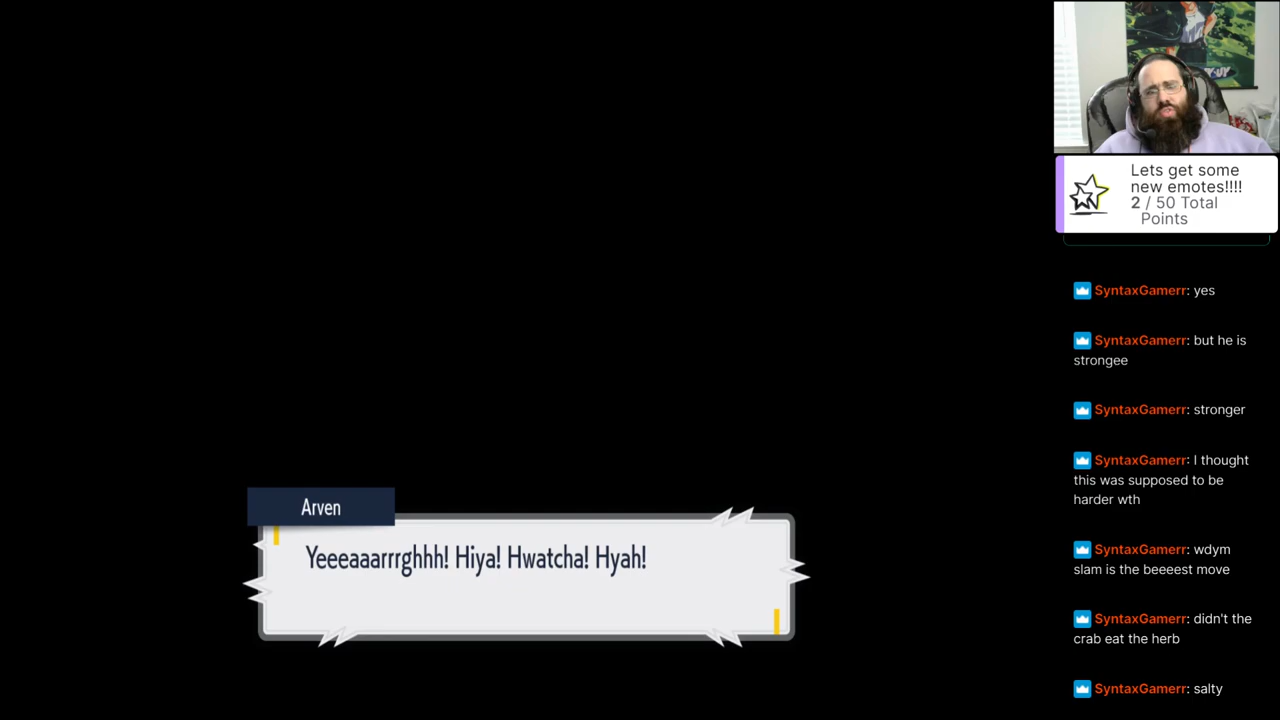 Lets get some
new emotes!!!!
2 / 50 Total
Points
SyntaxGamerr: yes
SyntaxGamerr: but he is
strongee
SyntaxGamerr: stronger
SyntaxGamerr: I thought
this was supposed to be
harder wth
SyntaxGamerr: wdym
slam is the beeeest move
SyntaxGamerr: didn't the
crab eat the herb
SyntaxGamerr: salty
Arven
Yeeeaaarrrghhh! Hiya! Hwatcha! Hyah!